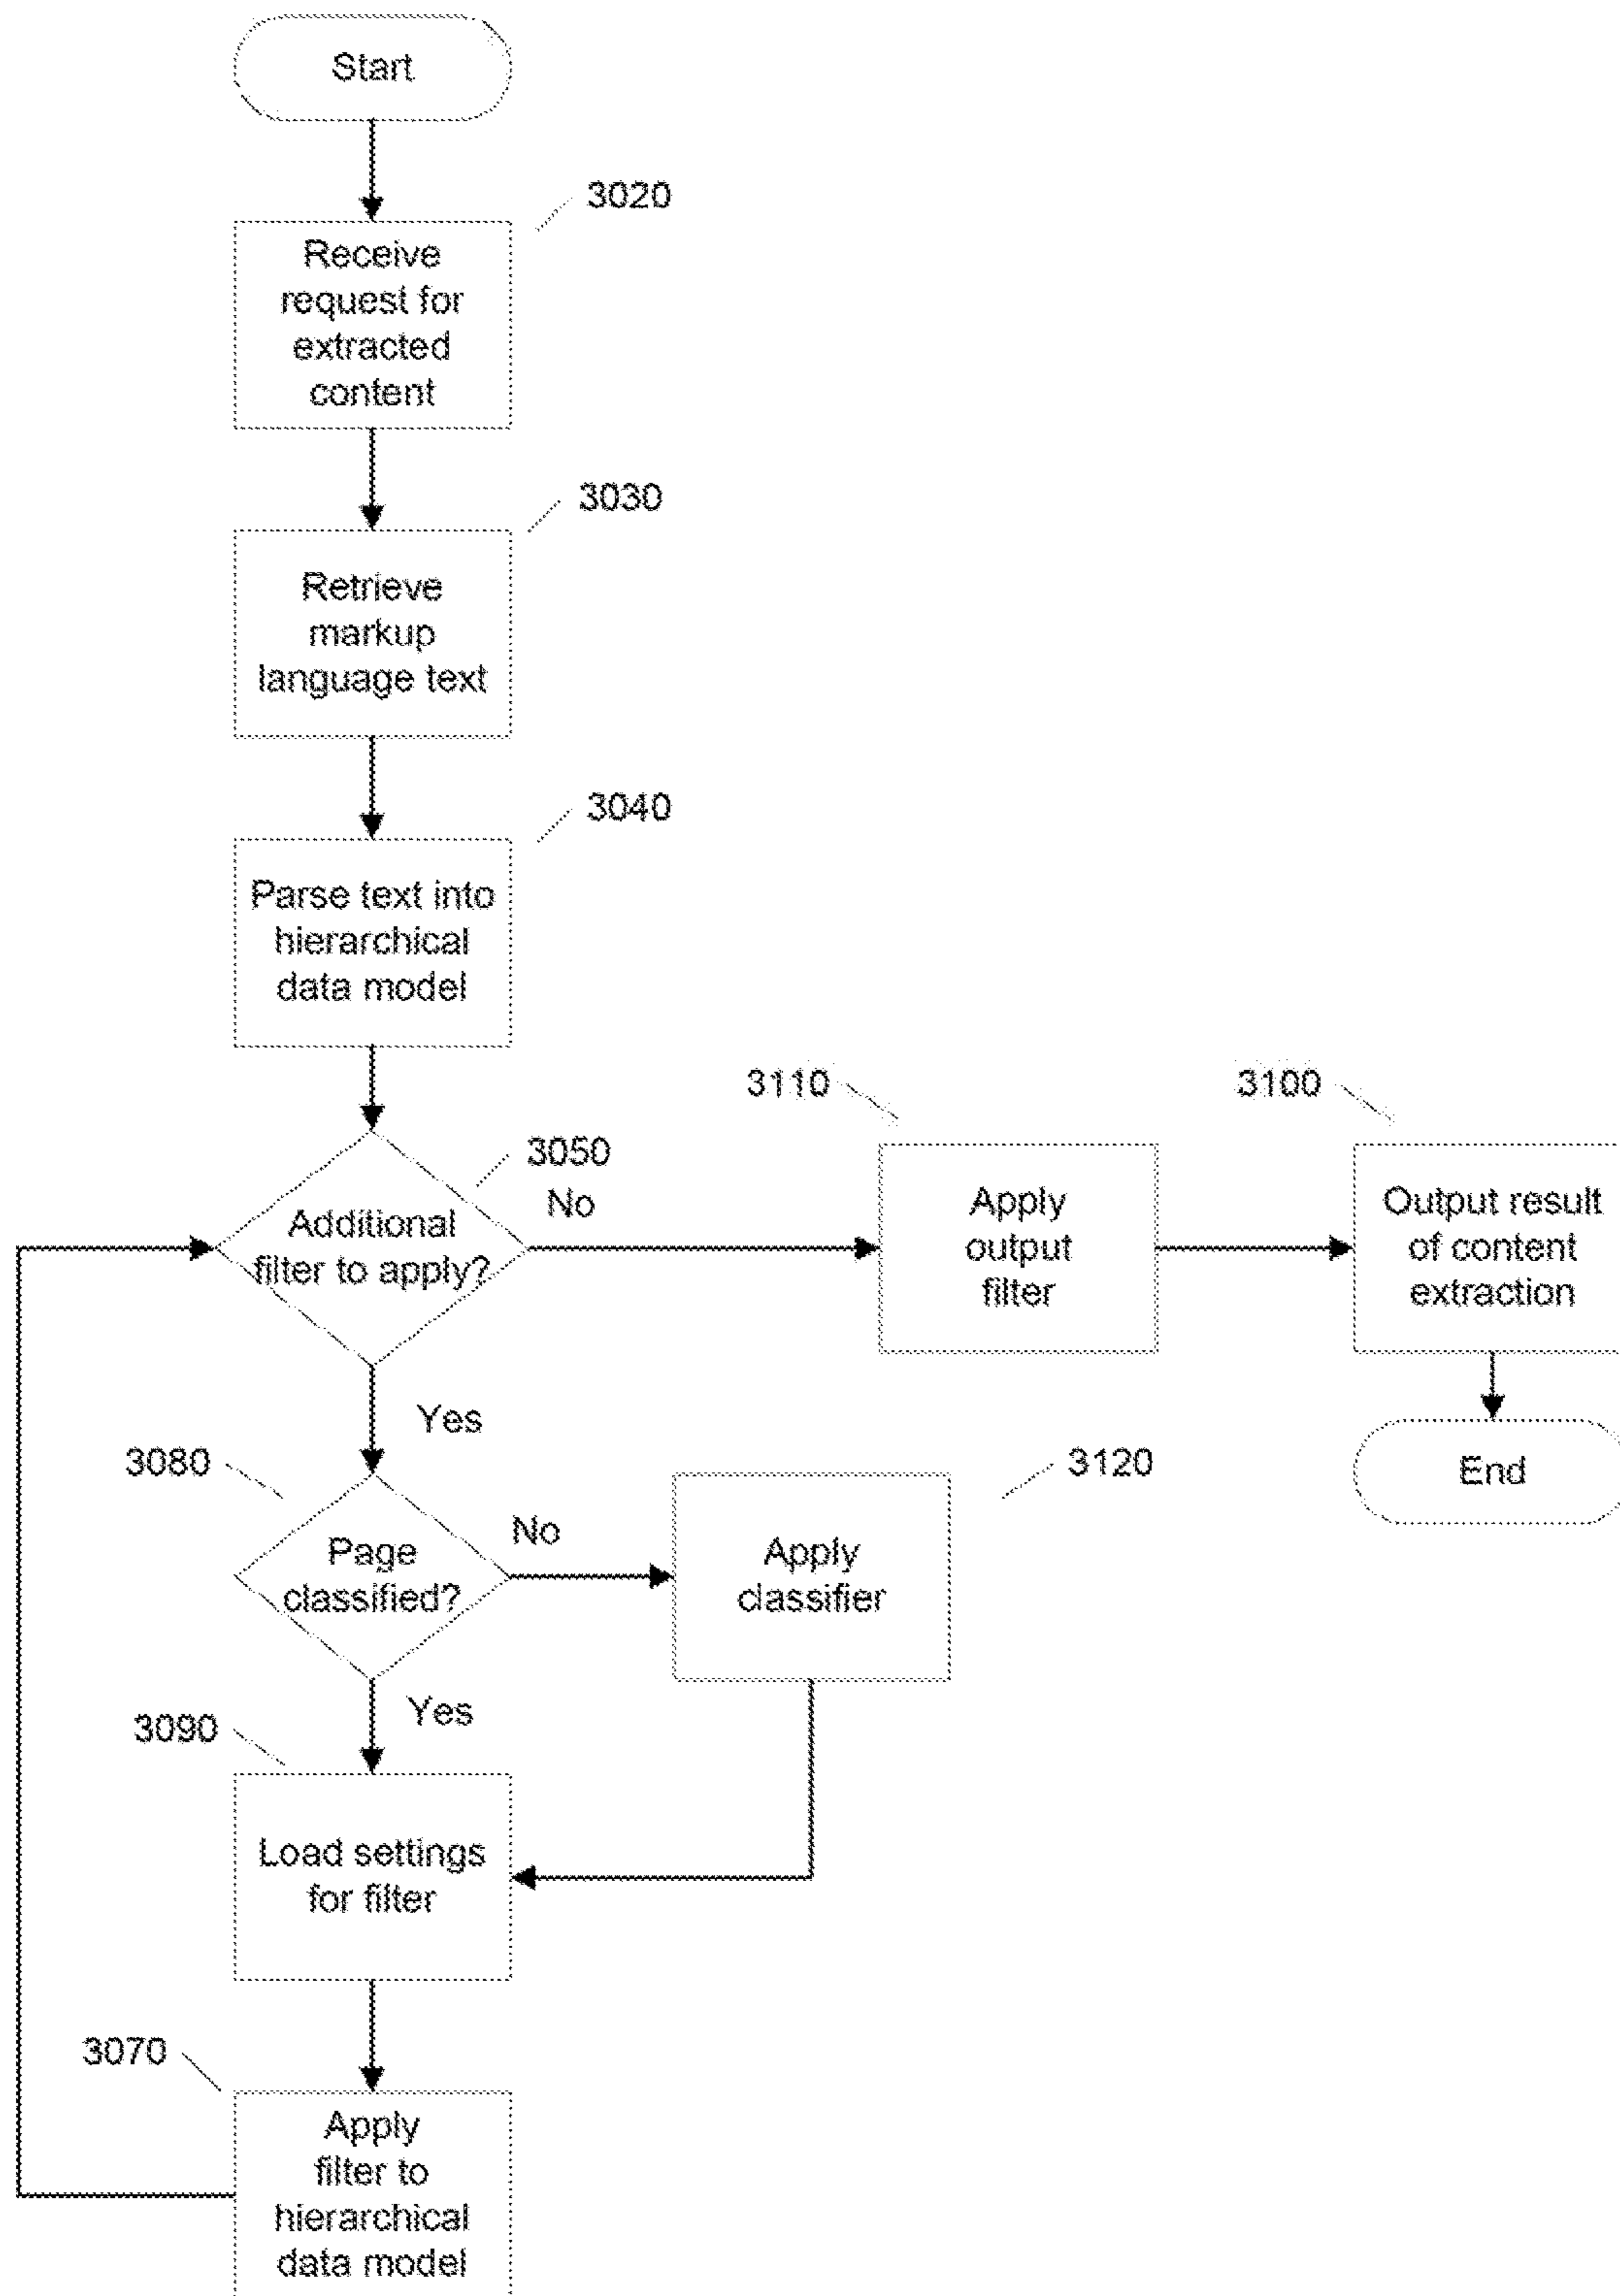 Start
3020
Receive
request for
extracted
content
3030
Retrieve
markup
language text
3040
Parse text into
hierarchical
data model
3050
Additional
filter to apply?
No
3110
Apply
output
filter
3100
Output result
of content
extraction
End
Yes
3080
Page
classified?
No
3120
Apply
classifier
Yes
3090
Load settings
for filter
3070
Apply
filter to
hierarchical
data model